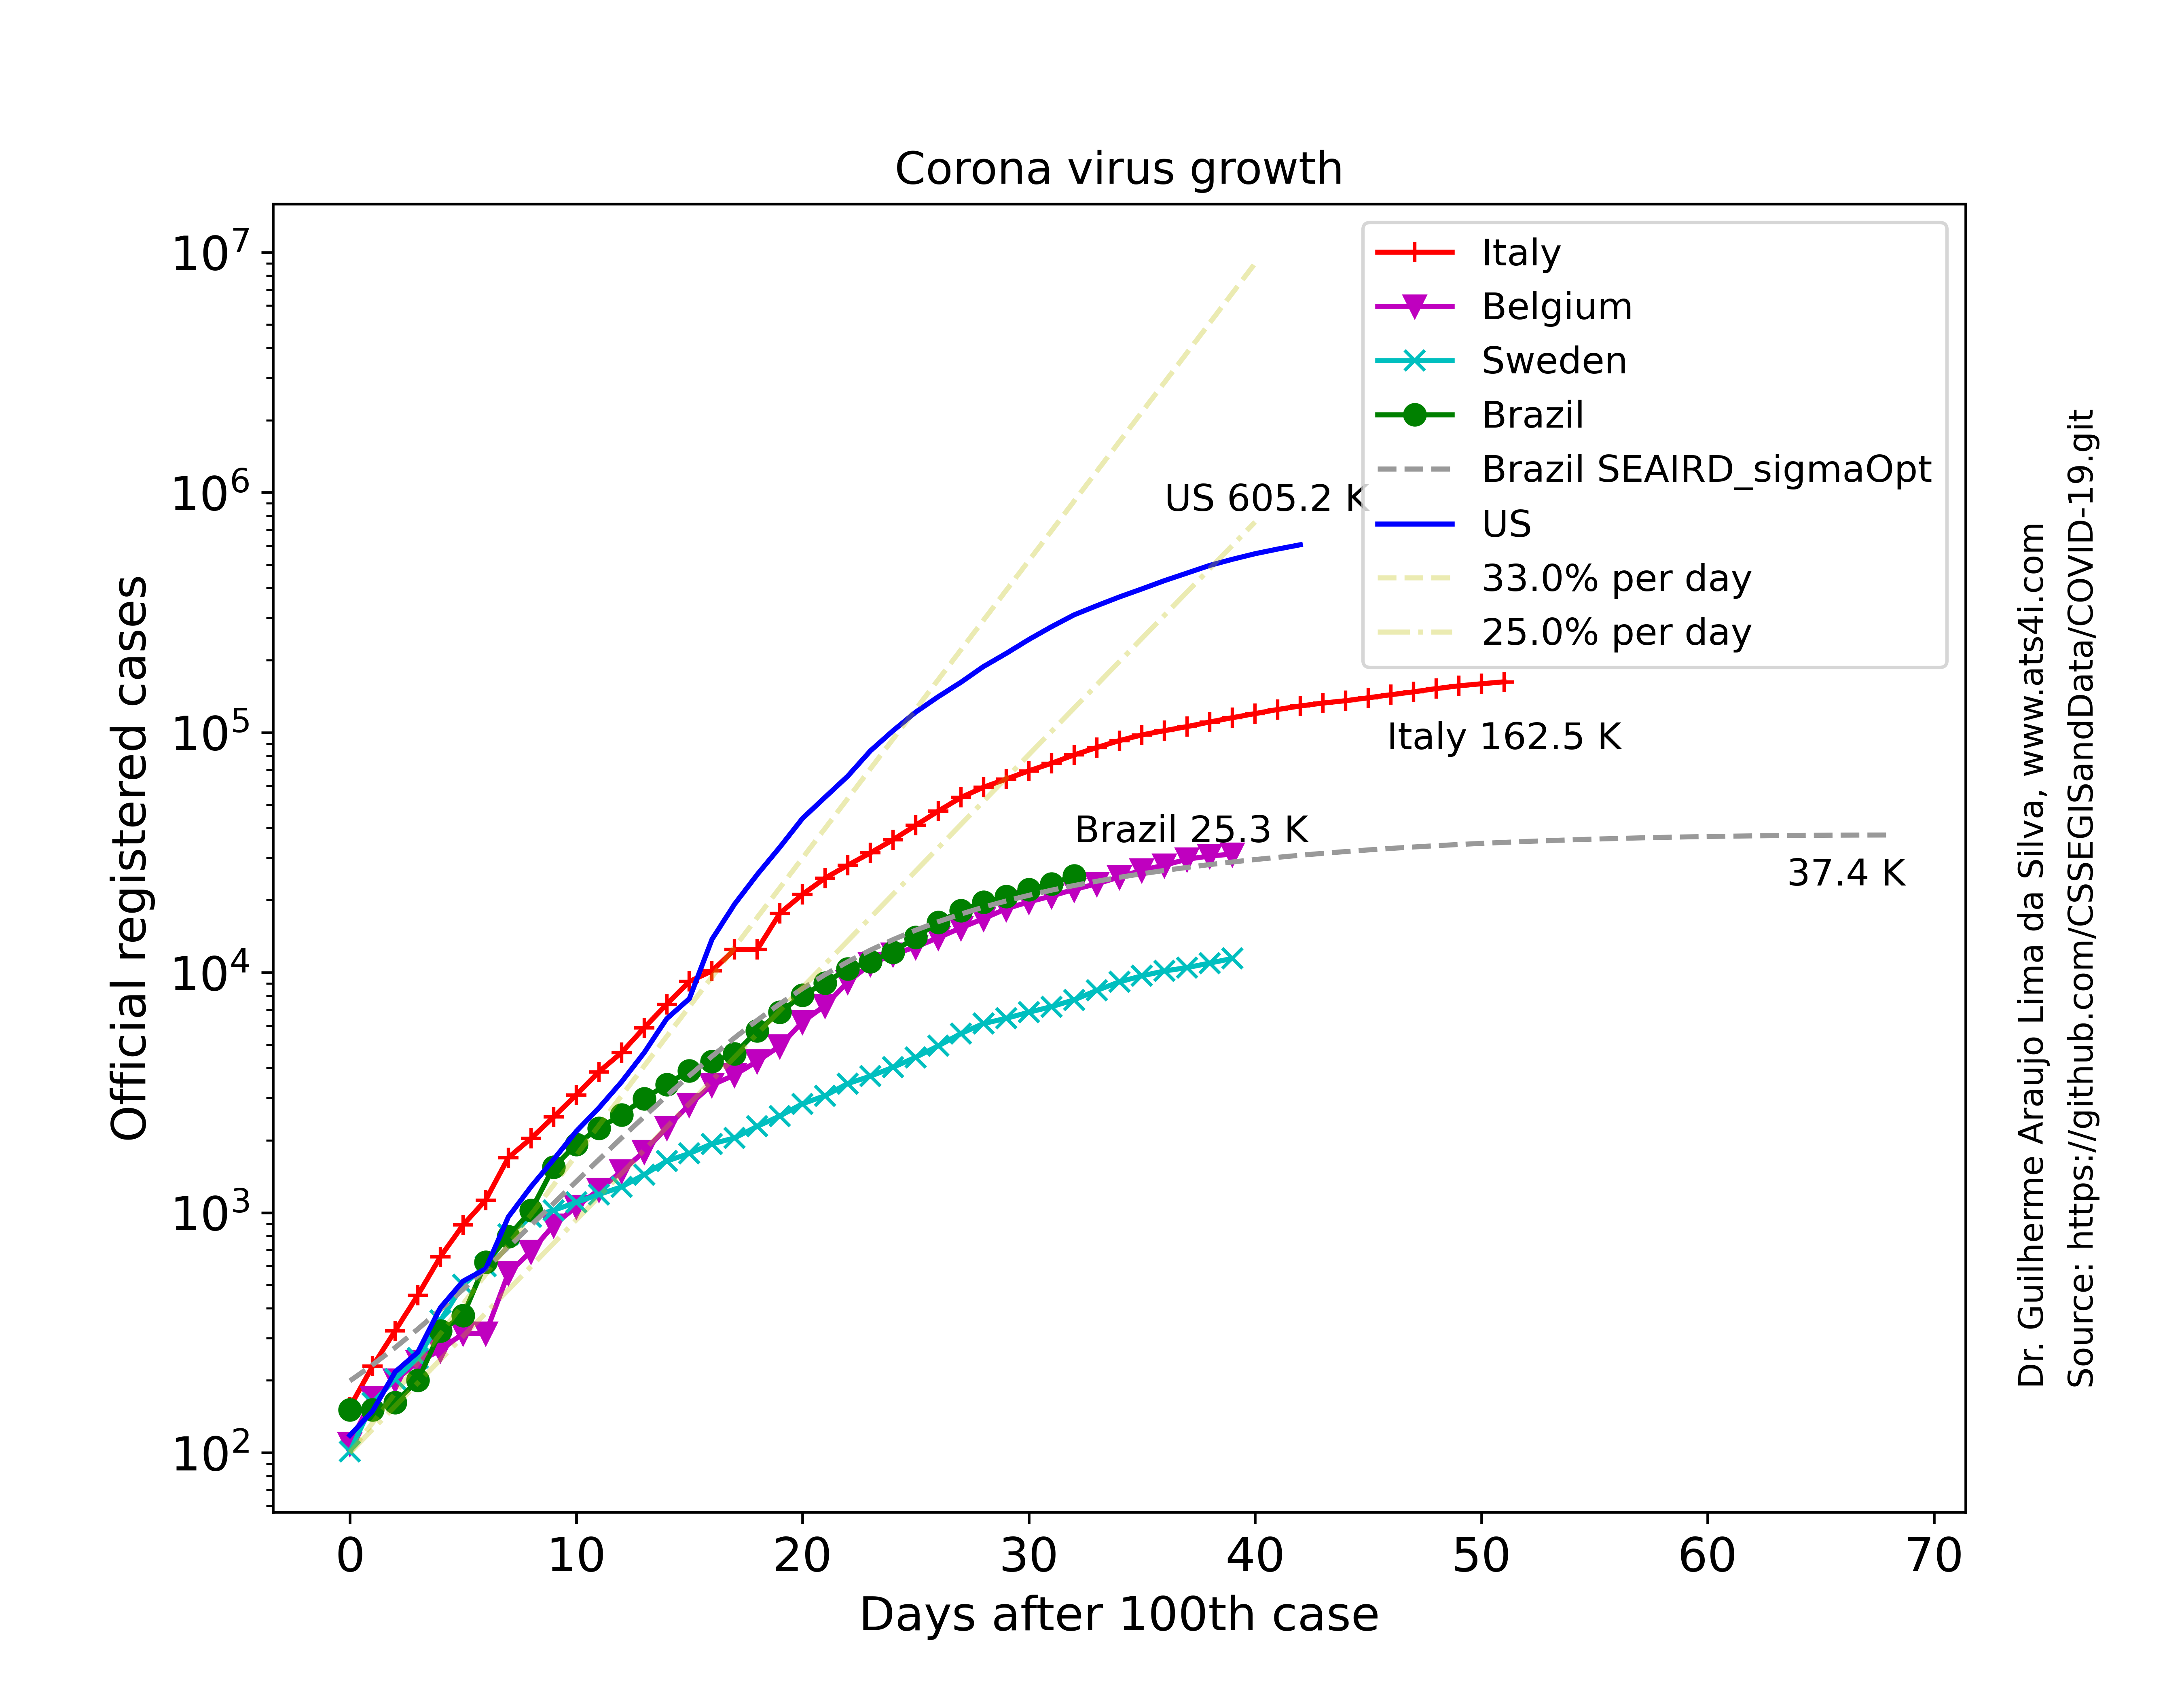 Corona virus growth
10^7
10^6
10^5
10^4
10^3
10^2
Official registered cases
Italy
Belgium
Sweden
Brazil
Brazil SEAIRD_sigmaOpt
US
33.0% per day
25.0% per day
US 605.2 K
Italy 162.5 K
Brazil 25.3 K
37.4 K
0 10 20 30 40 50 60 70
Days after 100th case
Dr. Guilherme Araujo Lima da Silva, www.ats4i.com
Source: https://github.com/CSSEGISandData/COVID-19.git